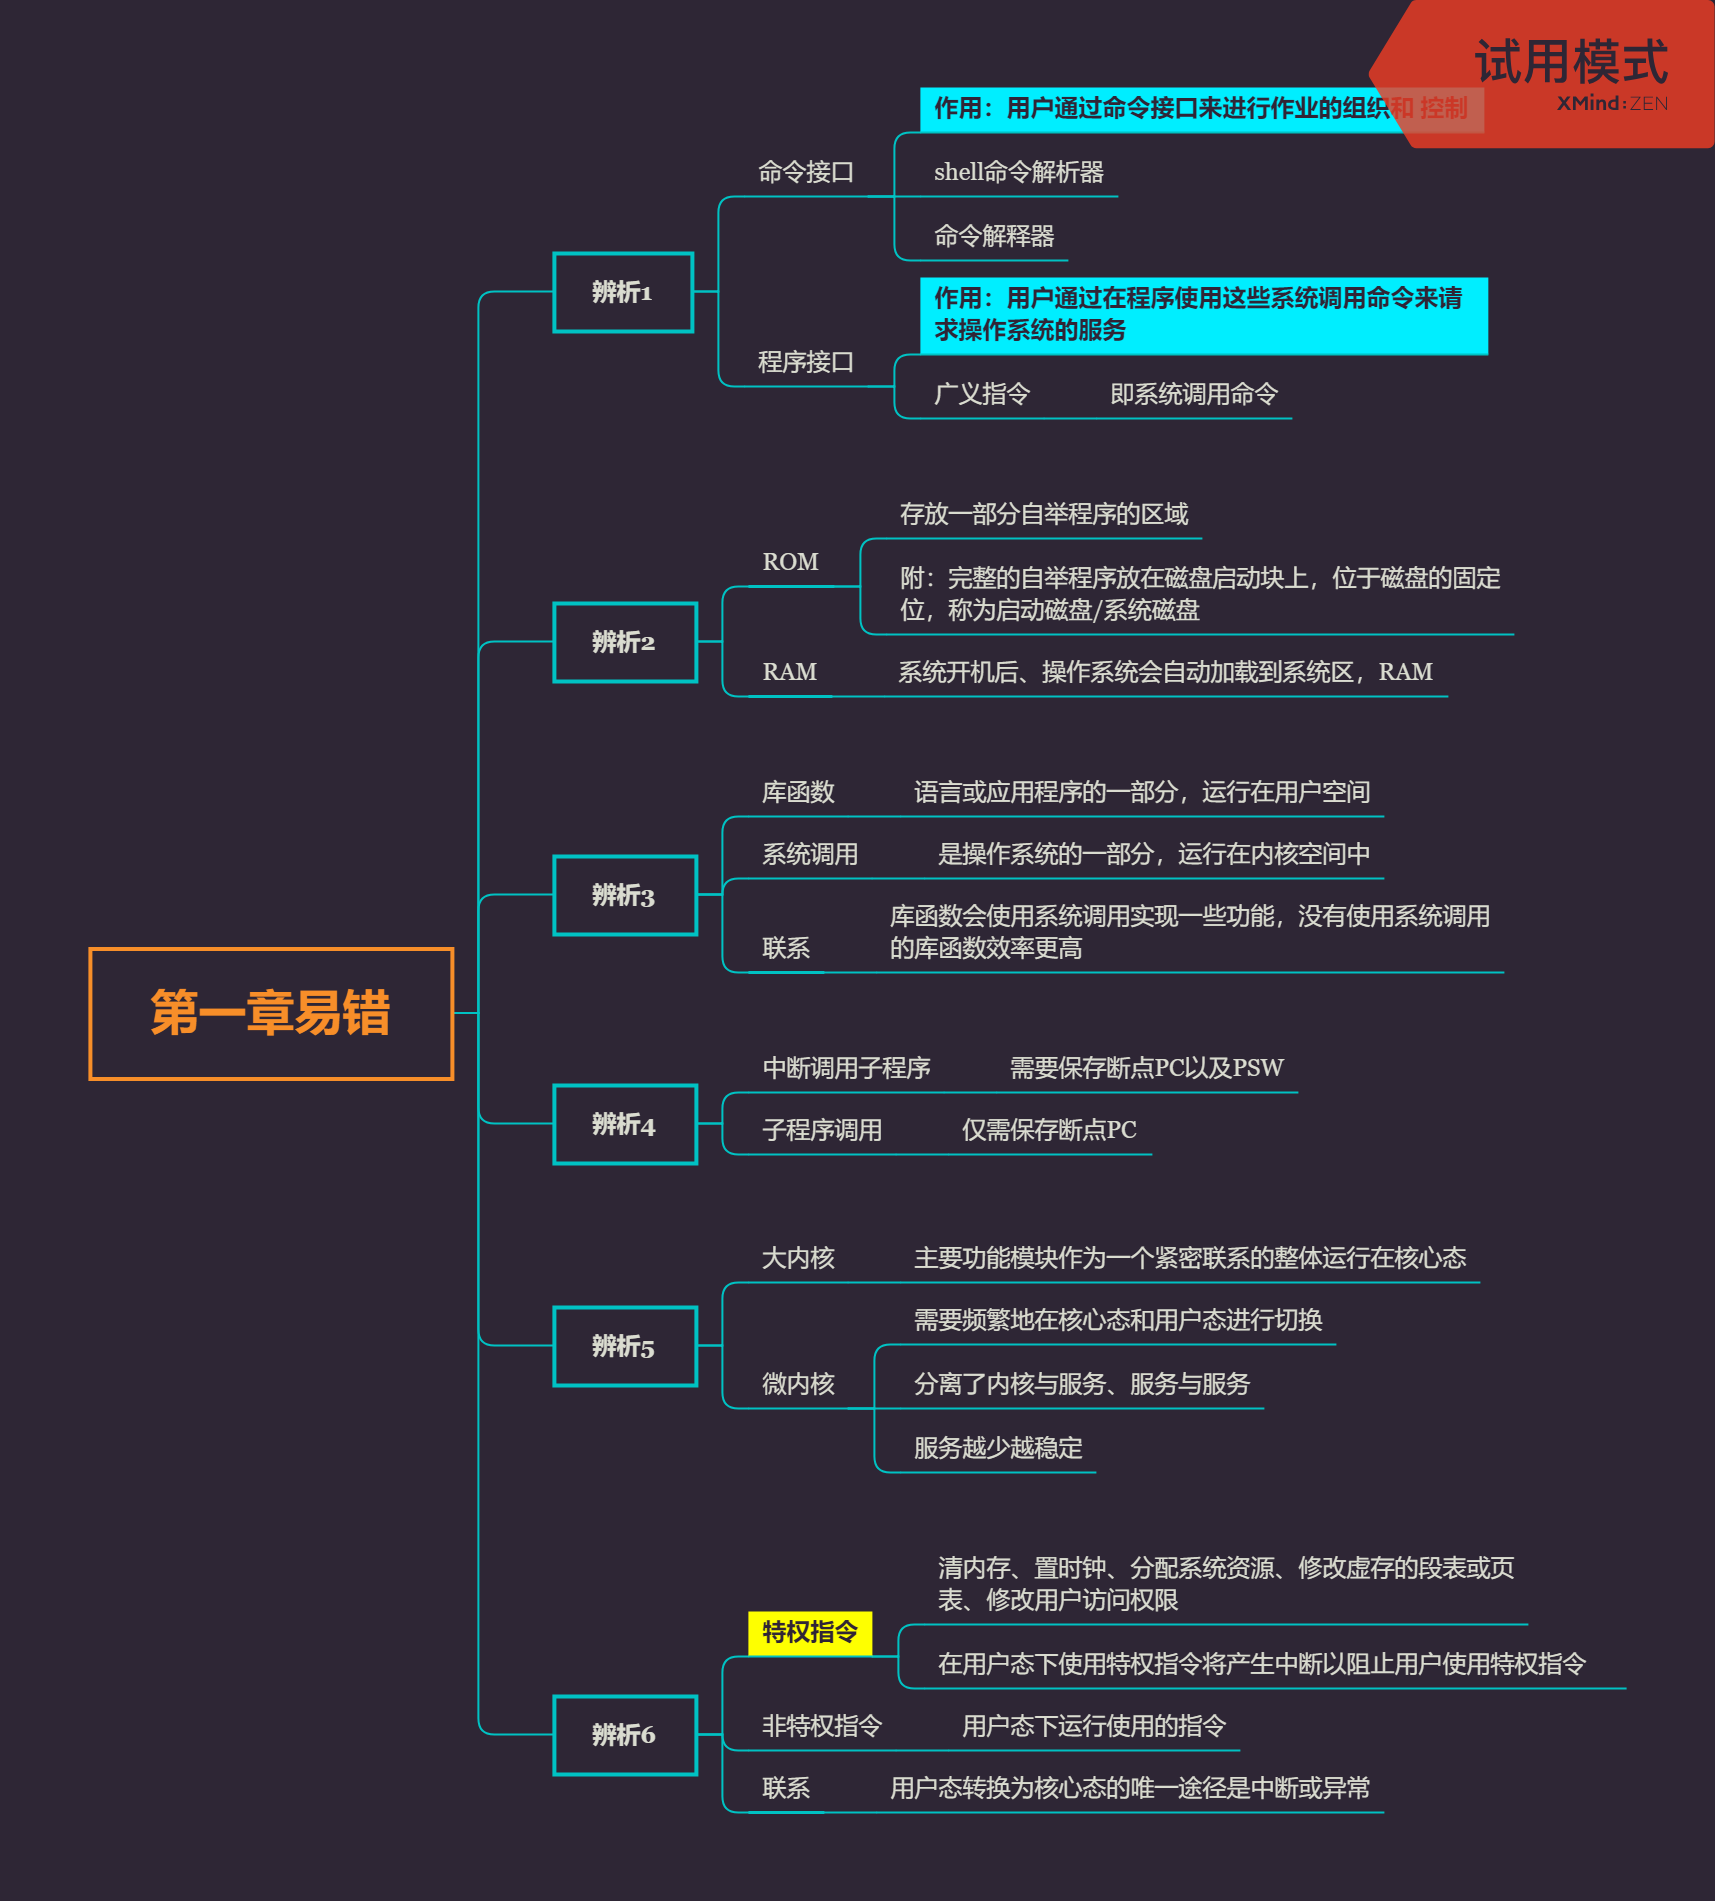 试用模式
XMind:ZEN
作用：用户通过命令接口来进行作业的组织和 控制
命令接口
shell命令解析器
命令解释器
辨析1
作用：用户通过在程序使用这些系统调用命令来请
求操作系统的服务
程序接口
广义指令
即系统调用命令
存放一部分自举程序的区域
ROM
附：完整的自举程序放在磁盘启动块上，位于磁盘的固定
位，称为启动磁盘/系统磁盘
辨析2
RAM
系统开机后、操作系统会自动加载到系统区，RAM
库函数
语言或应用程序的一部分，运行在用户空间
系统调用
是操作系统的一部分，运行在内核空间中
辨析3
库函数会使用系统调用实现一些功能，没有使用系统调用
的库函数效率更高
联系
第一章易错
中断调用子程序
需要保存断点PC以及PSW
辨析4
子程序调用
仅需保存断点PC
大内核
主要功能模块作为一个紧密联系的整体运行在核心态
需要频繁地在核心态和用户态进行切换
辨析5
微内核
分离了内核与服务、服务与服务
服务越少越稳定
清内存、置时钟、分配系统资源、修改虚存的段表或页
表、修改用户访问权限
特权指令
在用户态下使用特权指令将产生中断以阻止用户使用特权指令
辨析6
非特权指令
用户态下运行使用的指令
联系
用户态转换为核心态的唯一途径是中断或异常